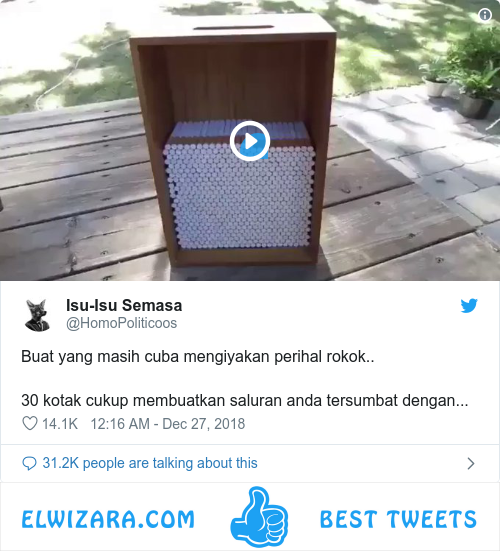 Isu-Isu Semasa
@HomoPoliticoos
Buat yang masih cuba mengiyakan perihal rokok..
30 kotak cukup membuatkan saluran anda tersumbat dengan...
14.1K 12:16 AM - Dec 27, 2018
31.2K people are talking about this
ELWIZARA.COM BEST TWEETS